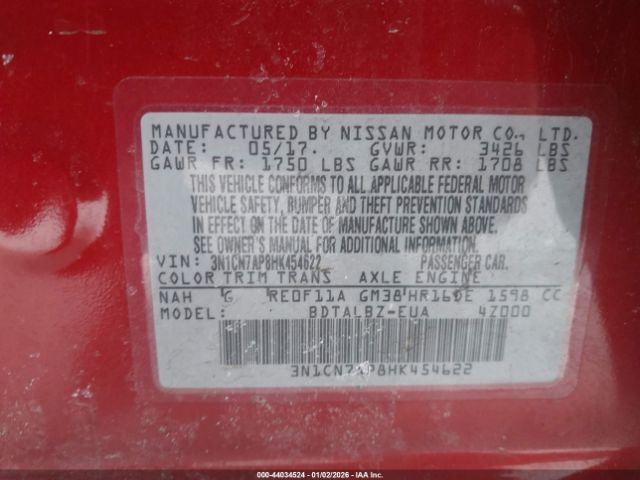 MANUFACTURED BY NISSAN MOTOR CO., LTD.
DATE: 05/17. GVWR: 3426 LBS
GAWR FR: 1750 LBS GAWR RR: 1708 LBS
THIS VEHICLE CONFORMS TO ALL APPLICABLE FEDERAL MOTOR
VEHICLE SAFETY, BUMPER AND THEFT PREVENTION STANDARDS
IN EFFECT ON THE DATE OF MANUFACTURE SHOWN ABOVE.
SEE OWNER'S MANUAL FOR ADDITIONAL INFORMATION.
VIN: 3N1CN7AP8HK454622 PASSENGER CAR.
COLOR TRIM TRANS AXLE ENGINE
NAH G RE0F11A GM38 HR16DE 1598 CC
MODEL: BDTALBZ-EUA 4Z000
3N1CN7AP8HK454622
000-44034524 | 01/02/2026 - IAA Inc.